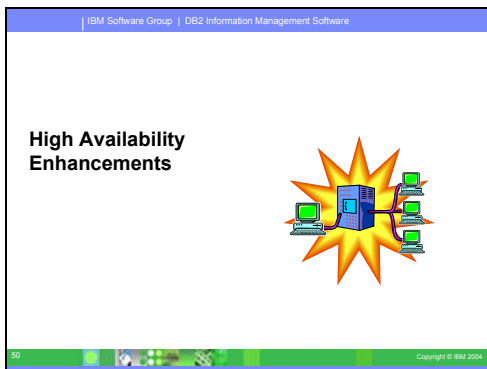 IBM Software Group | DB2 Information Management Software
High Availability
Enhancements
50
Copyright © IBM 2004